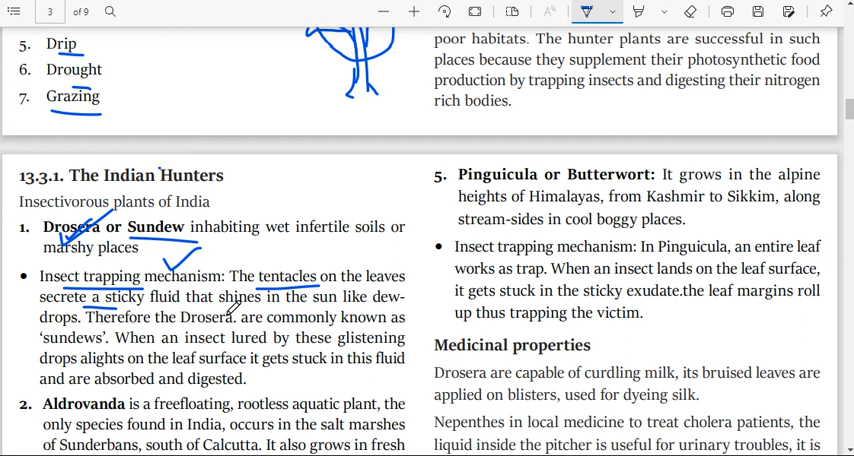 3 of 9
5. Drip
6. Drought
7. Grazing
poor habitats. The hunter plants are successful in such
places because they supplement their photosynthetic food
production by trapping insects and digesting their nitrogen
rich bodies.
13.3.1. The Indian Hunters
Insectivorous plants of India
1. Drosera or Sundew inhabiting wet infertile soils or
marshy places
• Insect trapping mechanism: The tentacles on the leaves
secrete a sticky fluid that shines in the sun like dew-
drops. Therefore the Drosera. are commonly known as
‘sundews’. When an insect lured by these glistening
drops alights on the leaf surface it gets stuck in this fluid
and are absorbed and digested.
2. Aldrovanda is a freefloating, rootless aquatic plant, the
only species found in India, occurs in the salt marshes
of Sunderbans, south of Calcutta. It also grows in fresh
5. Pinguicula or Butterwort: It grows in the alpine
heights of Himalayas, from Kashmir to Sikkim, along
stream-sides in cool boggy places.
• Insect trapping mechanism: In Pinguicula, an entire leaf
works as trap. When an insect lands on the leaf surface,
it gets stuck in the sticky exudate.the leaf margins roll
up thus trapping the victim.
Medicinal properties
Drosera are capable of curdling milk, its bruised leaves are
applied on blisters, used for dyeing silk.
Nepenthes in local medicine to treat cholera patients, the
liquid inside the pitcher is useful for urinary troubles, it is